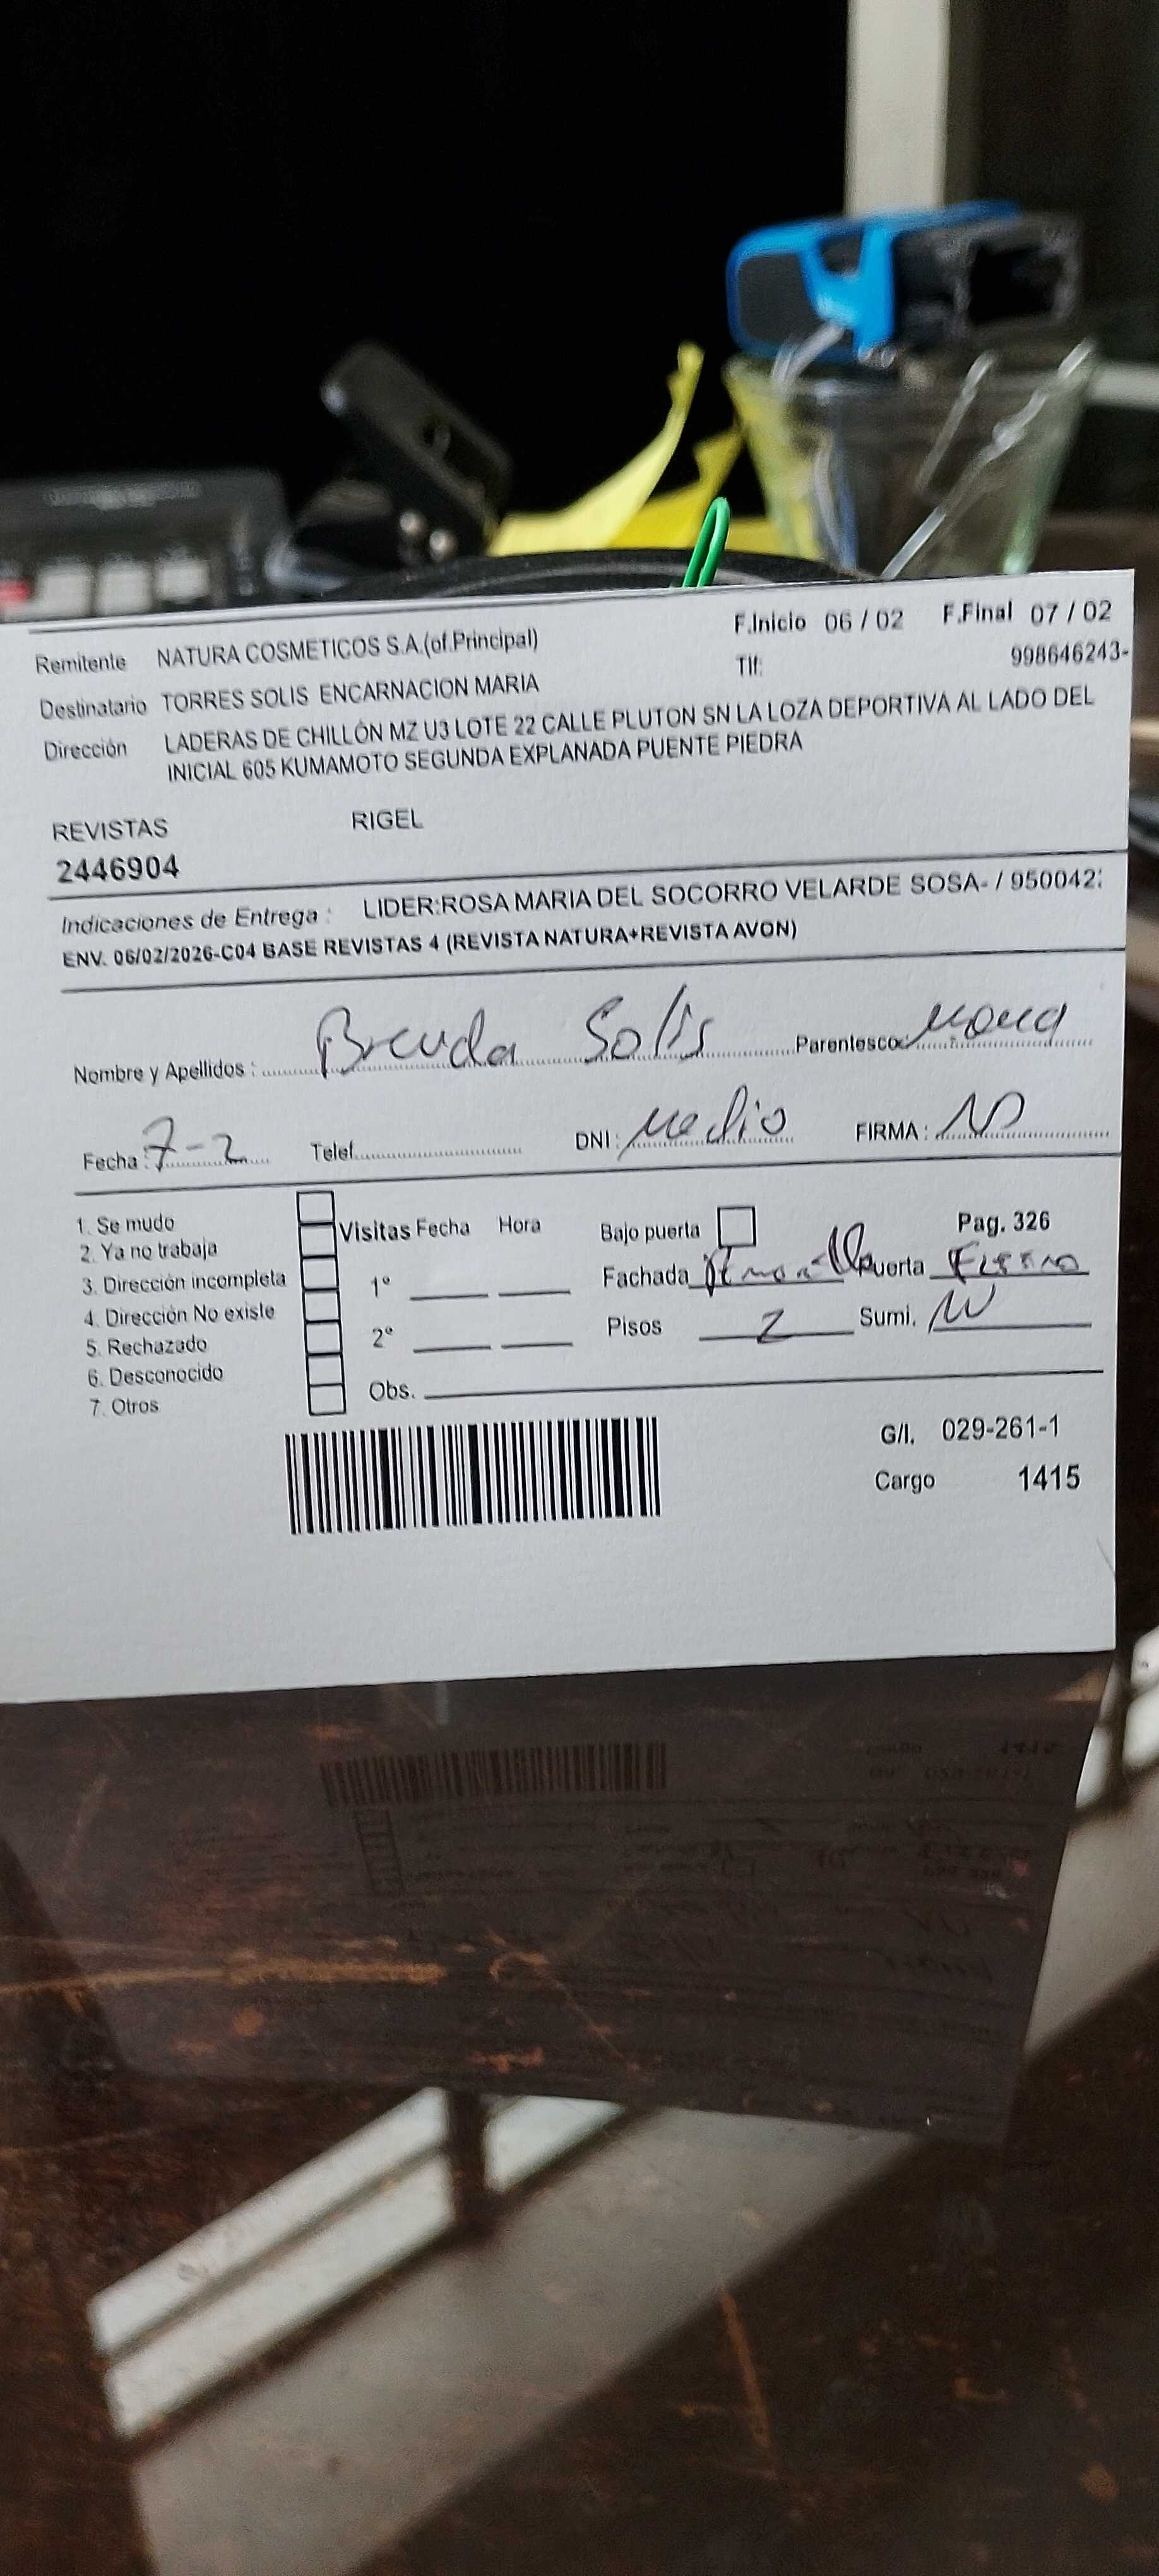 F.Inicio 06 / 02 F.Final 07 / 02
Remitente NATURA COSMETICOS S.A.(of.Principal)
Tlf: 998646243-
Destinatario TORRES SOLIS ENCARNACION MARIA
Dirección LADERAS DE CHILLÓN MZ U3 LOTE 22 CALLE PLUTON SN LA LOZA DEPORTIVA AL LADO DEL
INICIAL 605 KUMAMOTO SEGUNDA EXPLANADA PUENTE PIEDRA
REVISTAS RIGEL
2446904
Indicaciones de Entrega : LIDER:ROSA MARIA DEL SOCORRO VELARDE SOSA- / 950042
ENV. 06/02/2026-C04 BASE REVISTAS 4 (REVISTA NATURA+REVISTA AVON)
Nombre y Apellidos : Brenda Solis Parentesco:
Fecha : 7-2 Telef. DNI : Medio FIRMA :
1. Se mudo
2. Ya no trabaja
3. Dirección incompleta
4. Dirección No existe
5. Rechazado
6. Desconocido
7. Otros
Visitas Fecha Hora
1°
2°
Obs.
Bajo puerta Pag. 326
Fachada Puerta
Pisos 2 Sumi.
G/I. 029-261-1
Cargo 1415